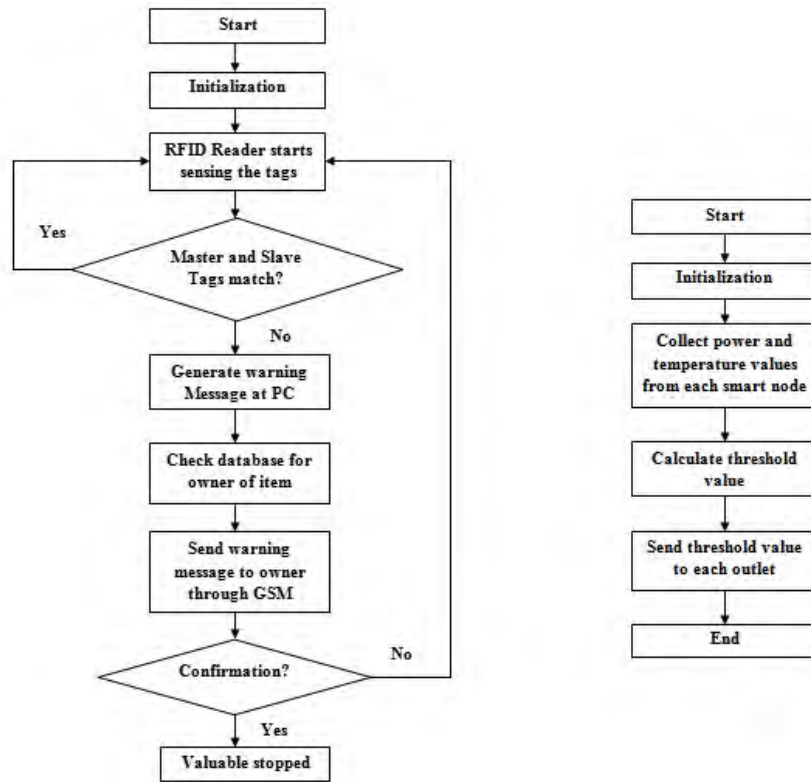 Start
Initialization
RFID Reader starts
sensing the tags
Yes
Master and Slave
Tags match?
No
Generate warning
Message at PC
Check database for
owner of item
Send warning
message to owner
through GSM
Confirmation?
No
Yes
Valuable stopped
Start
Initialization
Collect power and
temperature values
from each smart node
Calculate threshold
value
Send threshold value
to each outlet
End